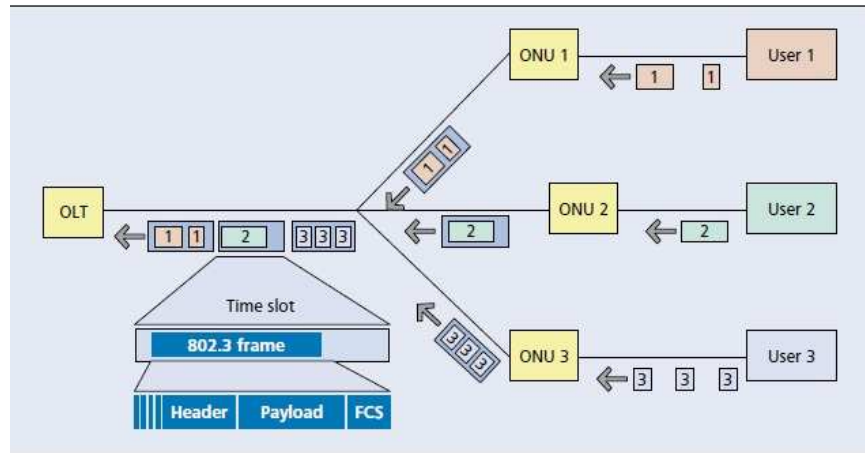 ONU 1
User 1
1
1
1
1
OLT
ONU 2
User 2
1
1
2
3
3
3
2
2
Time slot
802.3 frame
3
3
3
ONU 3
User 3
3
3
3
Header
Payload
FCS